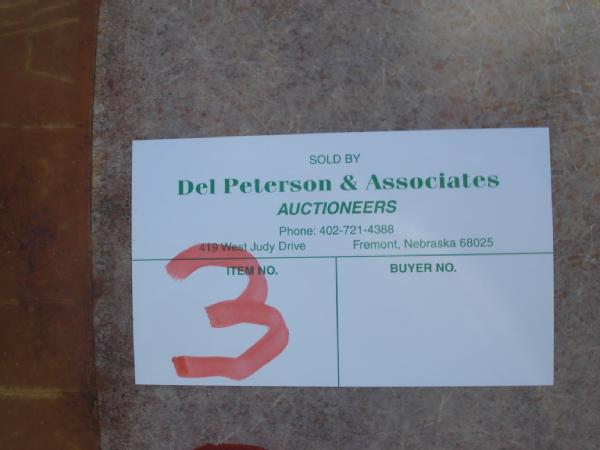 SOLD BY
Del Peterson & Associates
AUCTIONEERS
Phone: 402-721-4388
419 West Judy Drive Fremont, Nebraska 68025
ITEM NO. BUYER NO.
3